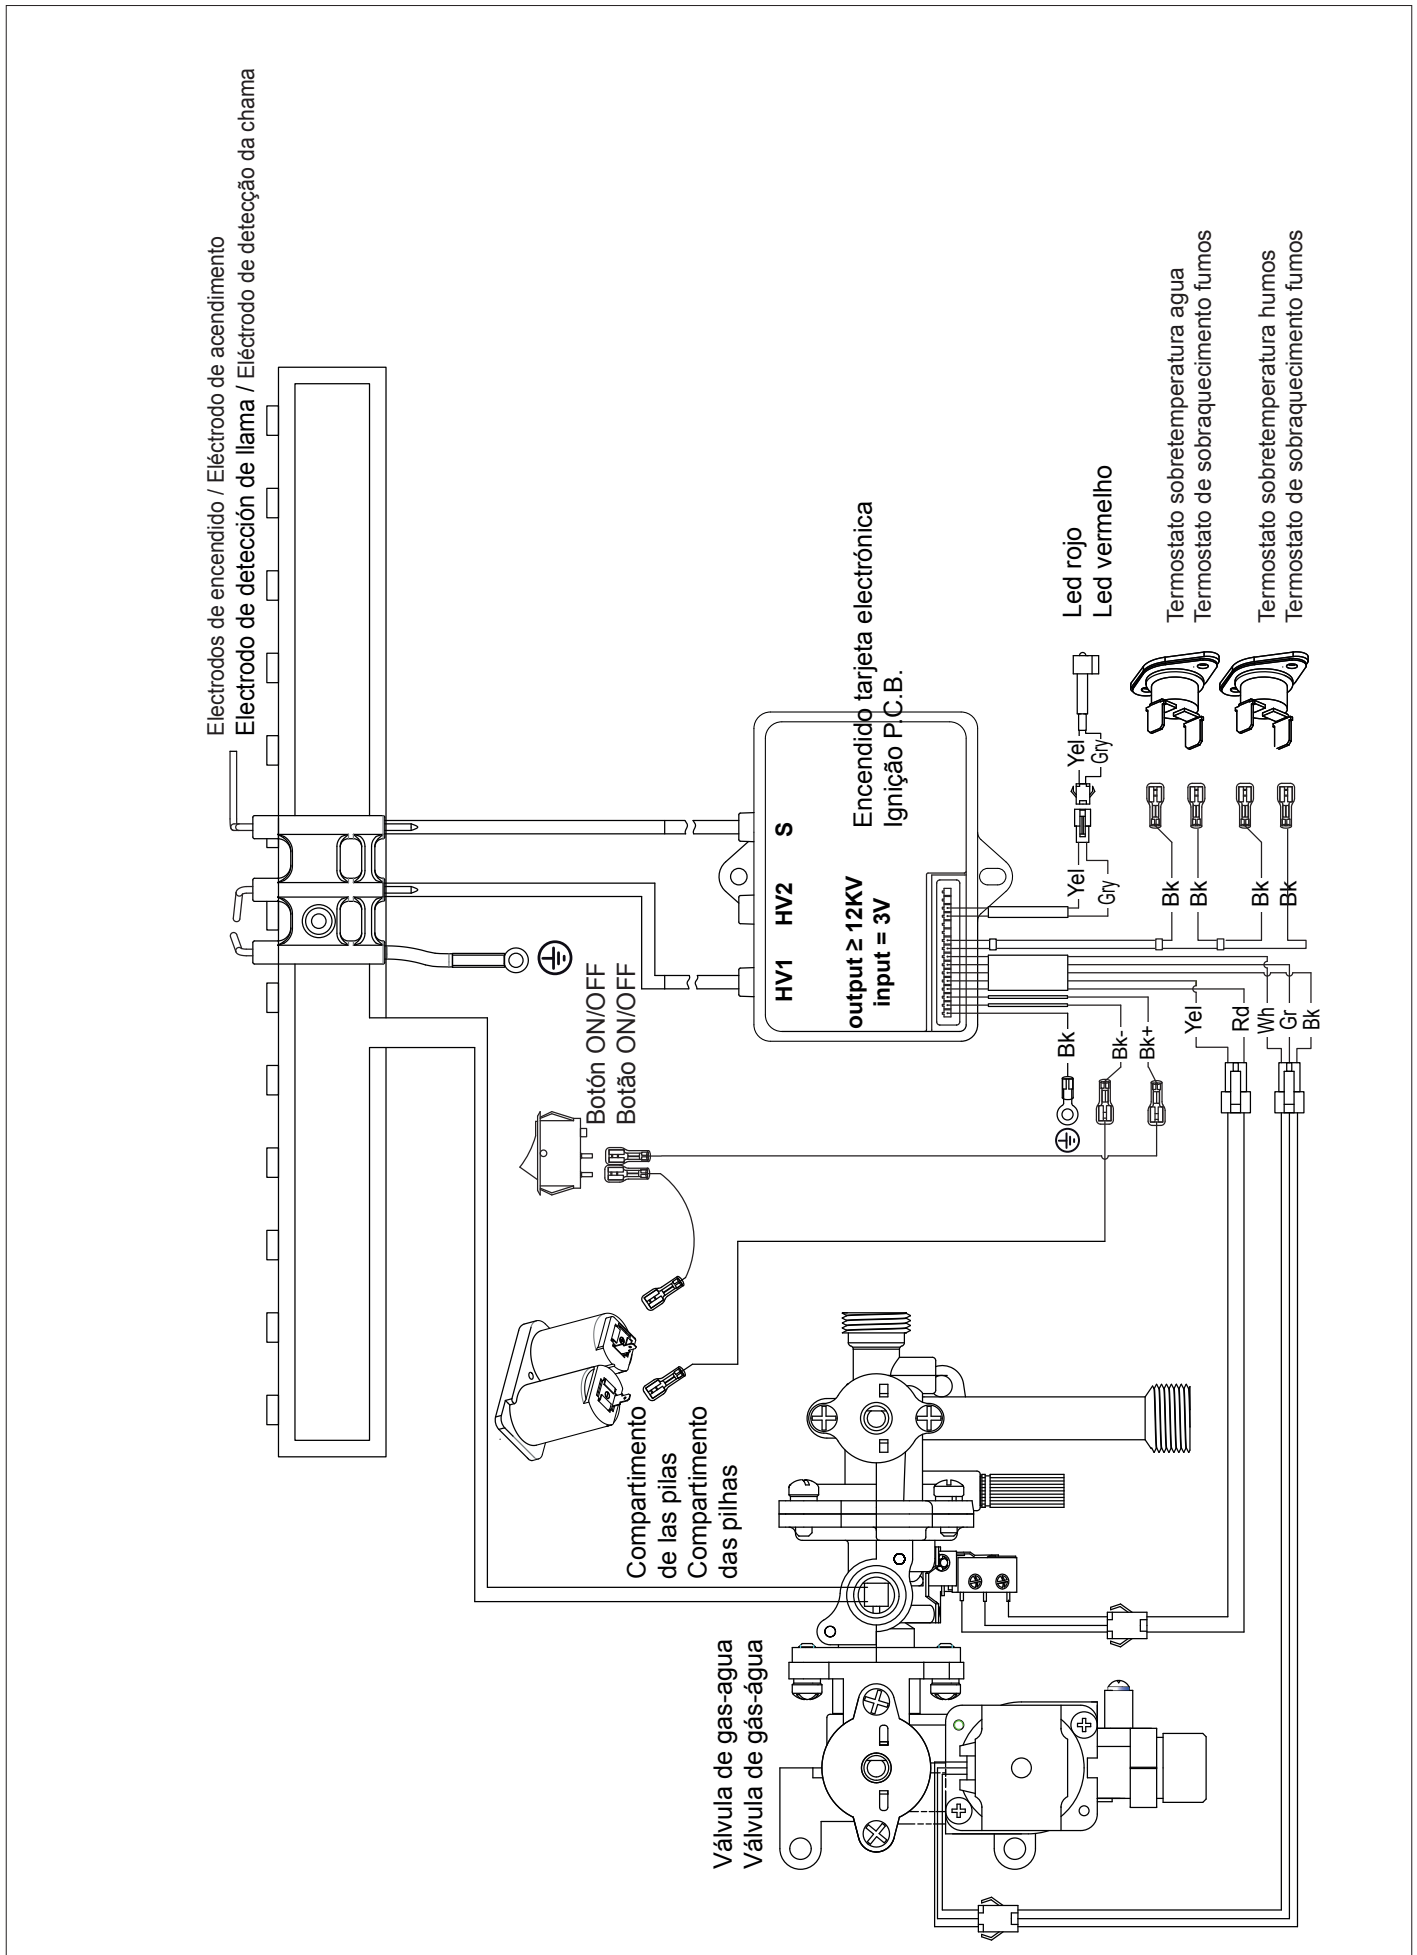 Electrodos de encendido / Eléctrodo de acendimento
Electrodo de detección de llama / Eléctrodo de detecção da chama
Botón ON/OFF
Botão ON/OFF
HV1
HV2
S
output ≥ 12KV
input = 3V
Encendido tarjeta electrónica
Ignição P.C.B.
Led rojo
Led vermelho
Yel
Gry
Yel
Gry
Termostato sobretemperatura agua
Termostato de sobraquecimento fumos
Termostato sobretemperatura humos
Termostato de sobraquecimento fumos
Bk
Bk
Bk
Bk
Bk
Bk-
Bk+
Yel
Rd
Wh
Gr
Bk
Compartimento
de las pilas
Compartimento
das pilhas
Válvula de gas-agua
Válvula de gás-água